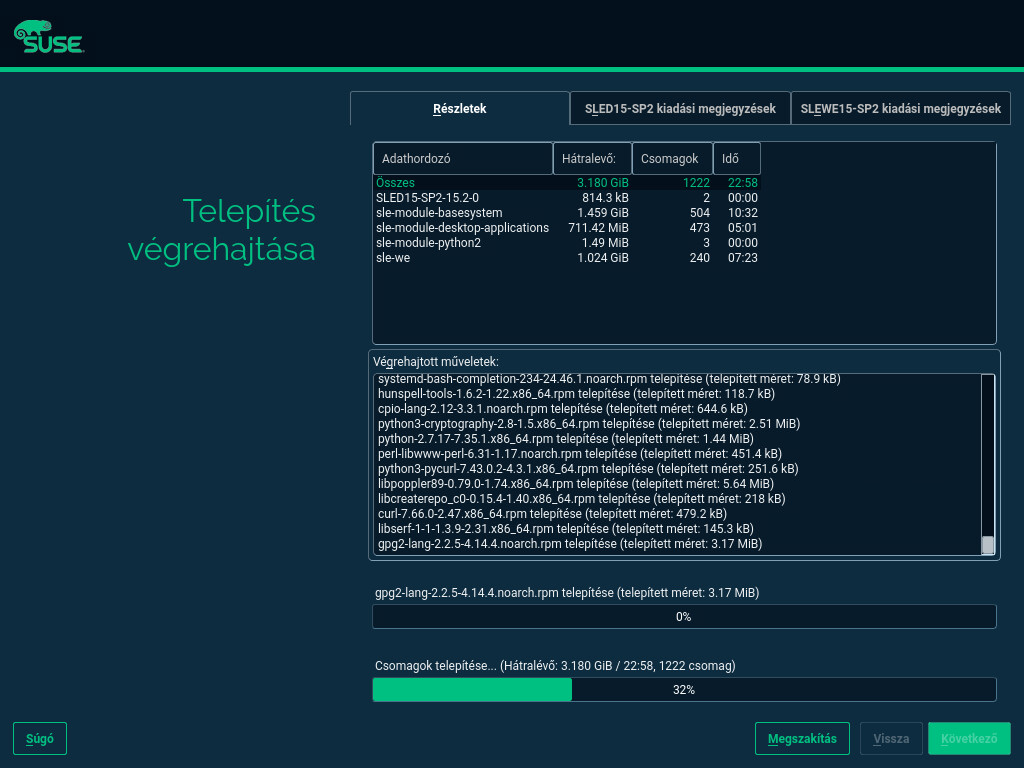 SUSE
Részletek
SLED15-SP2 kiadási megjegyzések
SLEWE15-SP2 kiadási megjegyzések
Telepítés
végrehajtása
Adathordozó Hátralevő: Csomagok Idő
Összes 3.180 GiB 1222 22:58
SLED15-SP2-15.2-0 814.3 kB 2 00:00
sle-module-basesystem 1.459 GiB 504 10:32
sle-module-desktop-applications 711.42 MiB 473 05:01
sle-module-python2 1.49 MiB 3 00:00
sle-we 1.024 GiB 240 07:23
Végrehajtott műveletek:
systemd-bash-completion-234-24.46.1.noarch.rpm telepítése (telepített méret: 78.9 kB)
hunspell-tools-1.6.2-1.22.x86_64.rpm telepítése (telepített méret: 118.7 kB)
cpio-lang-2.12-3.3.1.noarch.rpm telepítése (telepített méret: 644.6 kB)
python3-cryptography-2.8-1.5.x86_64.rpm telepítése (telepített méret: 2.51 MiB)
python-2.7.17-7.35.1.x86_64.rpm telepítése (telepített méret: 1.44 MiB)
perl-libwww-perl-6.31-1.17.noarch.rpm telepítése (telepített méret: 451.4 kB)
python3-pycurl-7.43.0.2-4.3.1.x86_64.rpm telepítése (telepített méret: 251.6 kB)
libpoppler89-0.79.0-1.74.x86_64.rpm telepítése (telepített méret: 5.64 MiB)
libcreaterepo_c0-0.15.4-1.40.x86_64.rpm telepítése (telepített méret: 218 kB)
curl-7.66.0-2.47.x86_64.rpm telepítése (telepített méret: 479.2 kB)
libserf-1-1-1.3.9-2.31.x86_64.rpm telepítése (telepített méret: 145.3 kB)
gpg2-lang-2.2.5-4.14.4.noarch.rpm telepítése (telepített méret: 3.17 MiB)
gpg2-lang-2.2.5-4.14.4.noarch.rpm telepítése (telepített méret: 3.17 MiB)
0%
Csomagok telepítése... (Hátralévő: 3.180 GiB / 22:58, 1222 csomag)
32%
Súgó
Megszakítás
Vissza
Következő